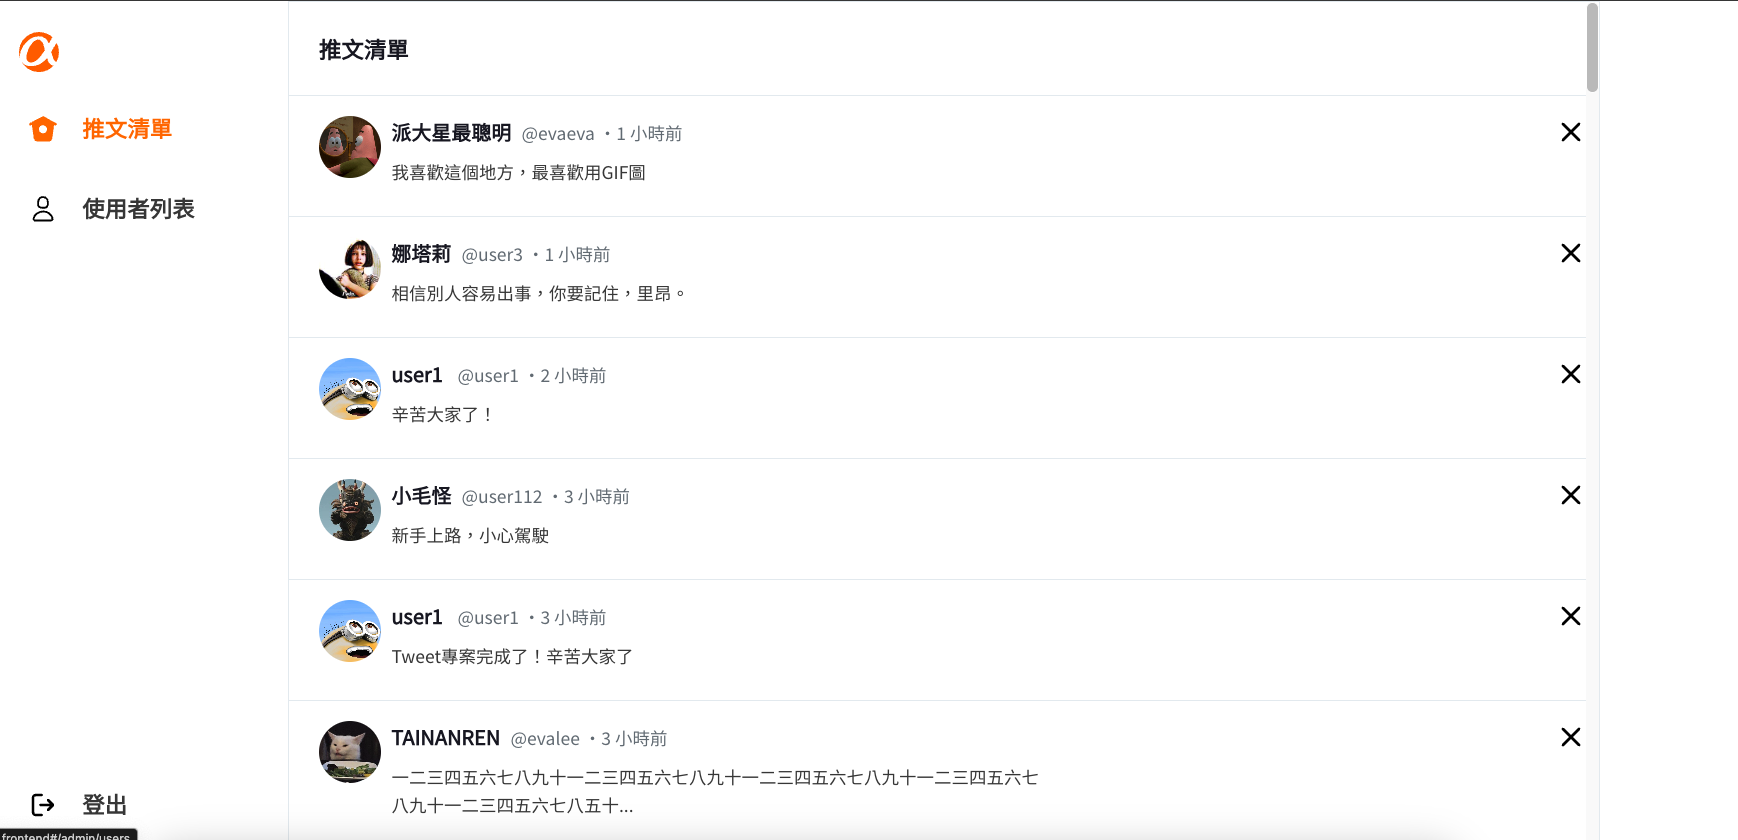 推文清單
推文清單
使用者列表
登出
派大星最聰明 @evaeva ・1 小時前
我喜歡這個地方，最喜歡用GIF圖
娜塔莉 @user3 ・1 小時前
相信別人容易出事，你要記住，里昂。
user1 @user1 ・2 小時前
辛苦大家了！
小毛怪 @user112 ・3 小時前
新手上路，小心駕駛
user1 @user1 ・3 小時前
Tweet專案完成了！辛苦大家了
TAINANREN @evalee ・3 小時前
一二三四五六七八九十一二三四五六七八九十一二三四五六七八九十一二三四五六七
八九十一二三四五六七八五十...
frontend#/admin/users